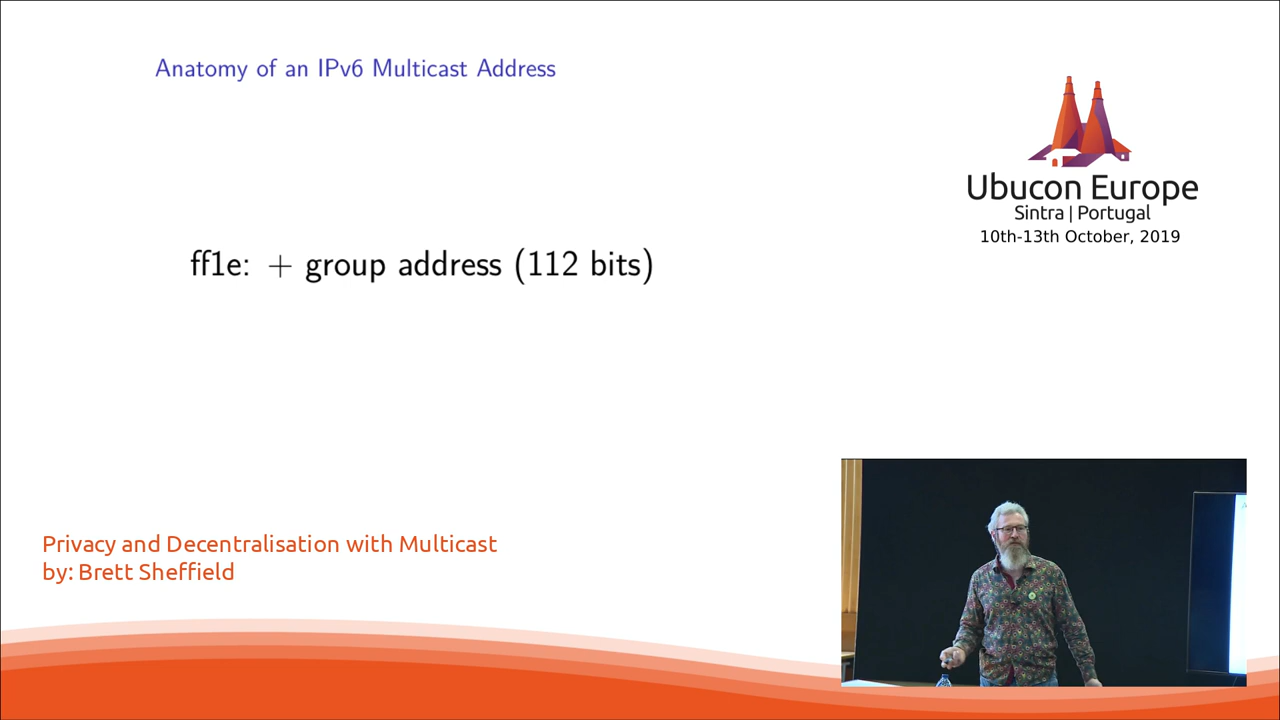 Anatomy of an IPv6 Multicast Address
Ubucon Europe
Sintra | Portugal
10th-13th October, 2019
ff1e: + group address (112 bits)
Privacy and Decentralisation with Multicast
by: Brett Sheffield